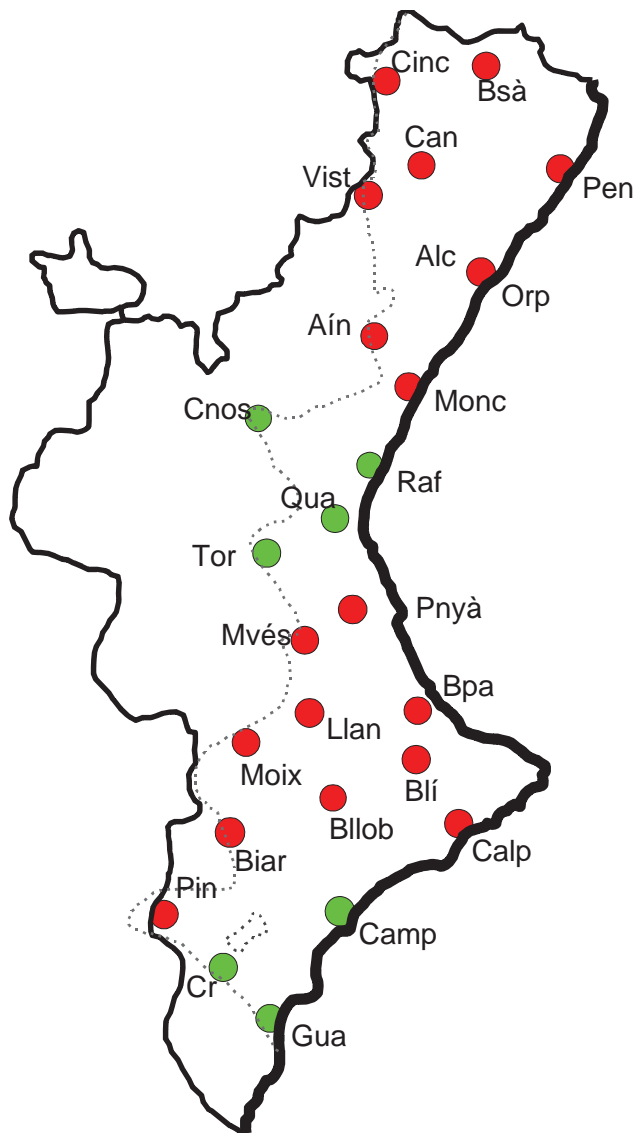 Cinc
Bsà
Can
Vist
Pen
Alc
Orp
Aín
Monc
Cnos
Raf
Qua
Tor
Pnyà
Mvés
Bpa
Llan
Moix
Blí
Bllob
Calp
Biar
Pin
Camp
Cr
Gua